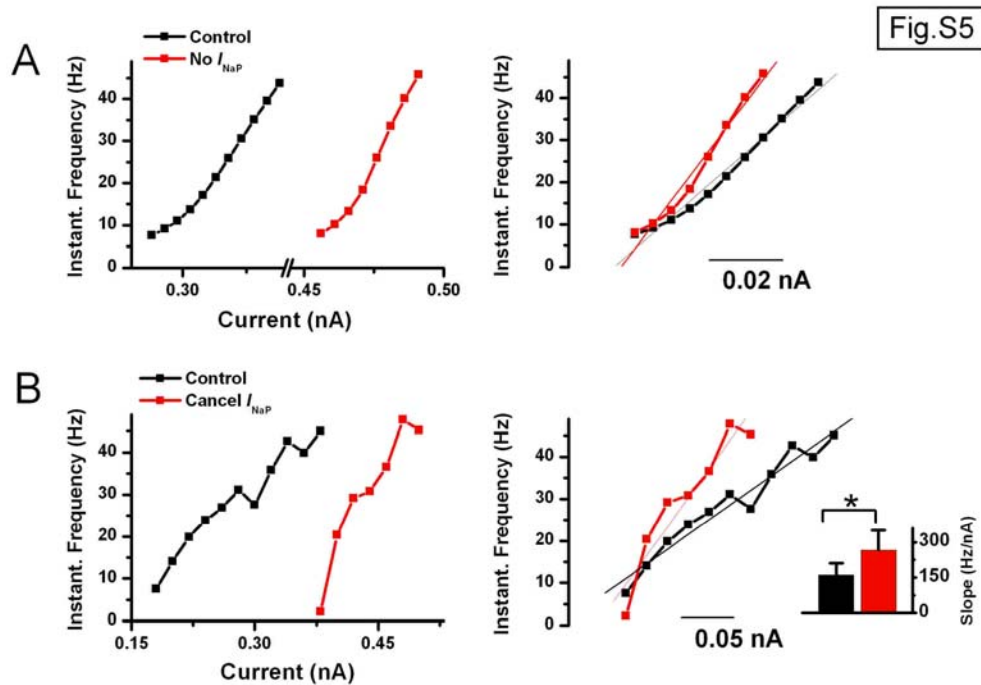 Fig.S5
A
Control
No I_NaP
Instant. Frequency (Hz)
40
30
20
10
0
0.30
0.45
0.50
Current (nA)
Instant. Frequency (Hz)
40
30
20
10
0
0.02 nA
B
Control
Cancel I_NaP
Instant. Frequency (Hz)
40
30
20
10
0
0.15
0.30
0.45
Current (nA)
Instant. Frequency (Hz)
40
30
20
10
0
0.05 nA
*
300
150
0
Slope (Hz/nA)